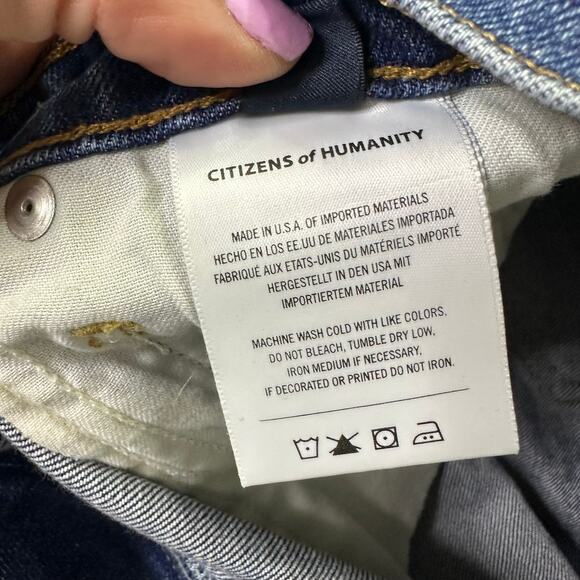 CITIZENS of HUMANITY
MADE IN U.S.A. OF IMPORTED MATERIALS
HECHO EN LOS EE.UU DE MATERIALES IMPORTADA
FABRIQUÉ AUX ETATS-UNIS DU MATÉRIELS IMPORTÉ
HERGESTELLT IN DEN USA MIT
IMPORTIERTEM MATERIAL
MACHINE WASH COLD WITH LIKE COLORS,
DO NOT BLEACH, TUMBLE DRY LOW,
IRON MEDIUM IF NECESSARY,
IF DECORATED OR PRINTED DO NOT IRON.